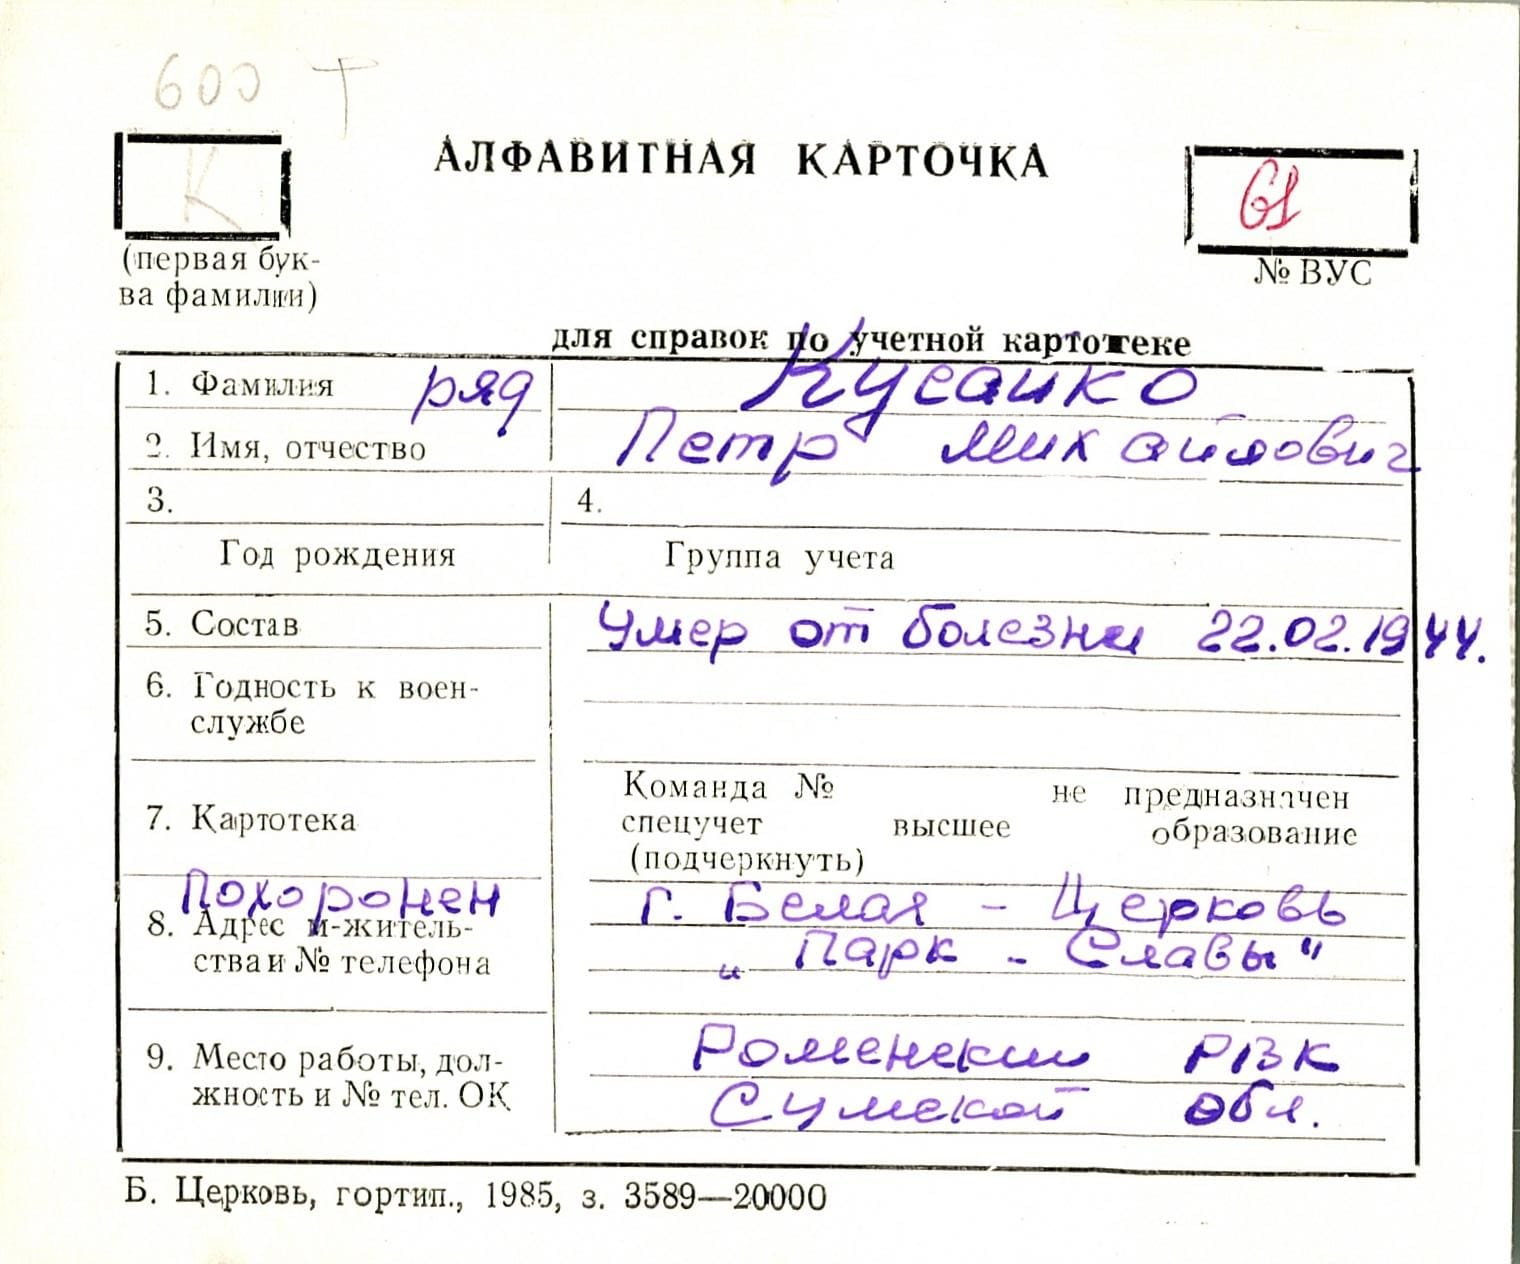 600 Т
К
АЛФАВИТНАЯ КАРТОЧКА
61
(первая бук-
ва фамилии)
№ ВУС
для справок по учетной картотеке
1. Фамилия ряд Кусайко
2. Имя, отчество Петр Михайлович
3. 4.
Год рождения Группа учета
5. Состав Умер от болезни 22.02.1944.
6. Годность к воен-
службе
Команда № не предназначен
7. Картотека спецучет высшее образование
(подчеркнуть)
Похоронен г. Белая - Церковь
8. Адрес м-житель-
ства и № телефона „Парк - Славы"
9. Место работы, дол- Роменский РВК
жность и № тел. ОК Сумской обл.
Б. Церковь, гортип., 1985, з. 3589—20000